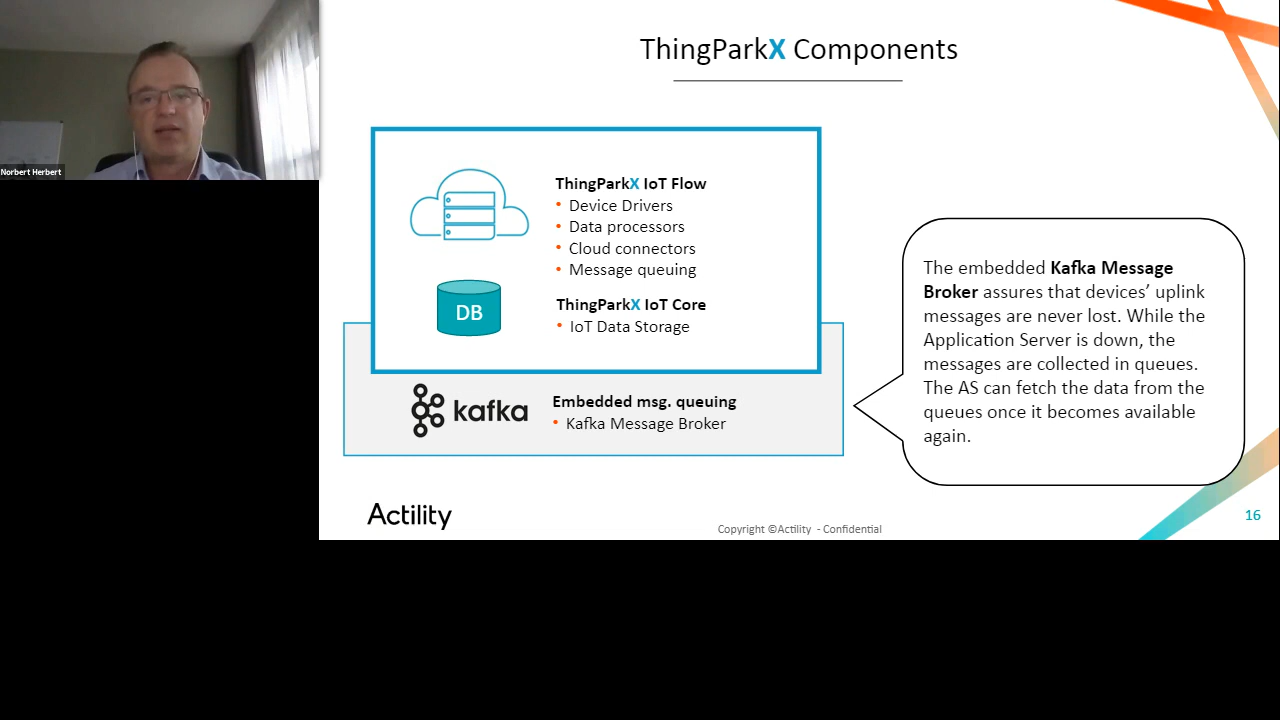 Norbert Herbert
ThingParkX Components
ThingParkX IoT Flow
• Device Drivers
• Data processors
• Cloud connectors
• Message queuing
DB
ThingParkX IoT Core
• IoT Data Storage
kafka
Embedded msg. queuing
• Kafka Message Broker
The embedded Kafka Message
Broker assures that devices’ uplink
messages are never lost. While the
Application Server is down, the
messages are collected in queues.
The AS can fetch the data from the
queues once it becomes available
again.
Actility
Copyright ©Actility - Confidential
16